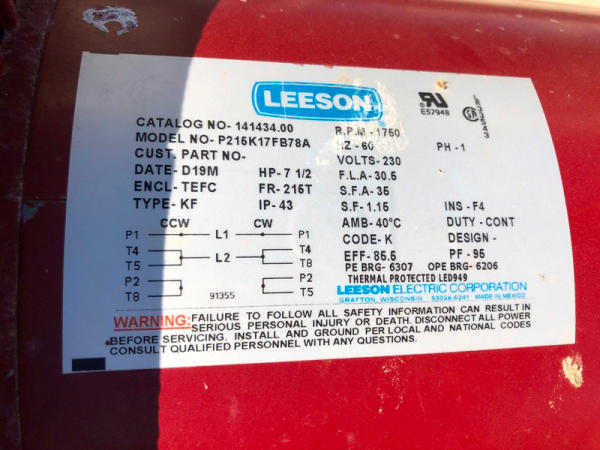 LEESON
E57948
LR33543
CATALOG NO- 141434.00
MODEL NO- P215K17FB78A
CUST. PART NO-
DATE- D19M HP- 7 1/2
ENCL- TEFC FR- 215T
TYPE- KF IP- 43
R.P.M - 1760
HZ - 60 PH - 1
VOLTS- 230
F.L.A - 30.5
S.F.A- 35
S.F - 1.15 INS - F4
AMB- 40°C DUTY - CONT
CODE- K DESIGN -
EFF- 85.5 PF - 95
PE BRG- 6307 OPE BRG- 6206
THERMAL PROTECTED LED949
CCW CW
P1 L1 P1
T4 T4
L2
T5 T8
P2 P2
T8 91355 T5
LEESON ELECTRIC CORPORATION
GRAFTON, WISCONSIN 53024-0241 MADE IN MEXICO
WARNING: FAILURE TO FOLLOW ALL SAFETY INFORMATION CAN RESULT IN
SERIOUS PERSONAL INJURY OR DEATH. DISCONNECT ALL POWER
BEFORE SERVICING. INSTALL AND GROUND PER LOCAL AND NATIONAL CODES
CONSULT QUALIFIED PERSONNEL WITH ANY QUESTIONS.